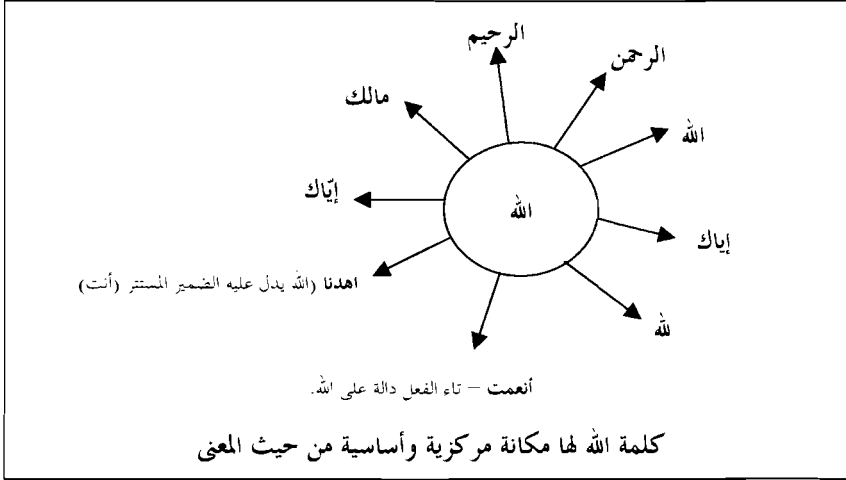 الرحيم
الرحمن
مالك
الله
إيّاك
الله
إياك
اهدنا (الله يدل عليه الضمير المستتر (أنت)
لله
أنعمت – تاء الفعل دالة على الله.
كلمة الله لها مكانة مركزية وأساسية من حيث المعنى